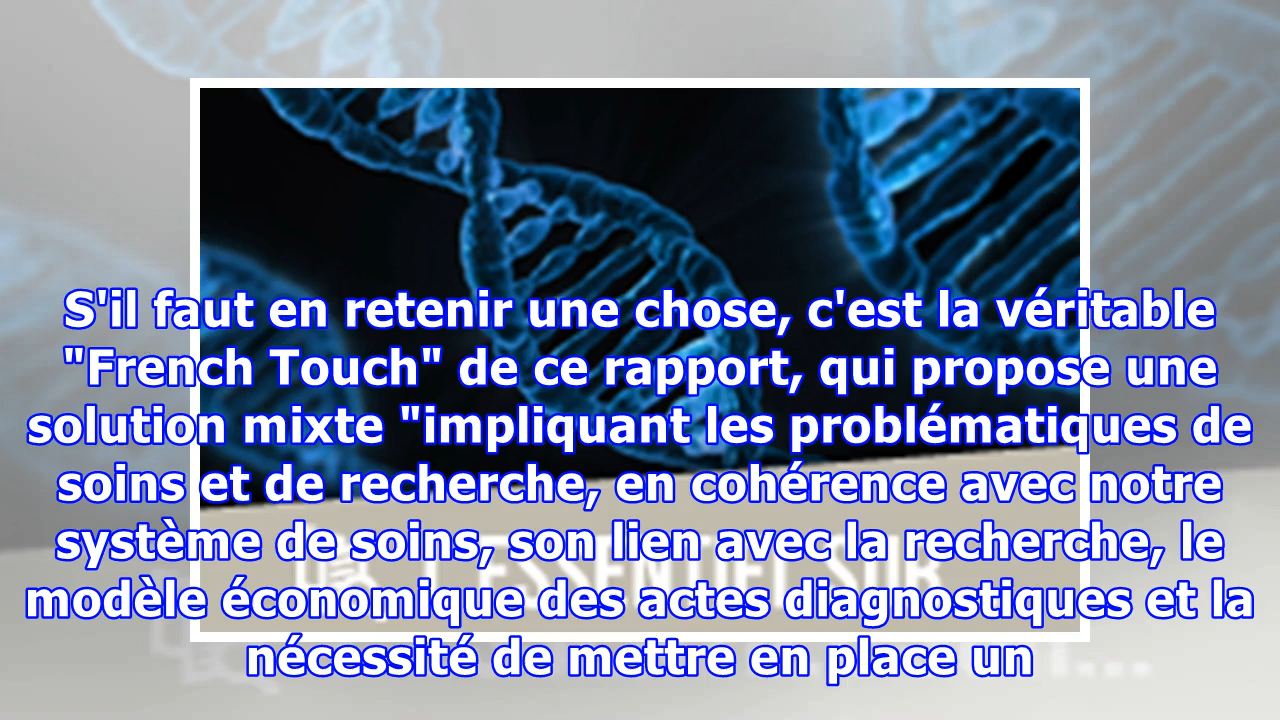 S'il faut en retenir une chose, c'est la véritable
"French Touch" de ce rapport, qui propose une
solution mixte "impliquant les problématiques de
soins et de recherche, en cohérence avec notre
système de soins, son lien avec la recherche, le
modèle économique des actes diagnostiques et la
nécessité de mettre en place un
L'ESSENTIEL SUR